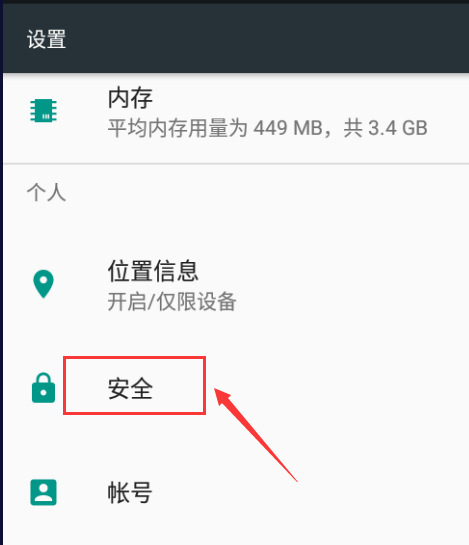 设置
内存
平均内存用量为 449 MB，共 3.4 GB
个人
位置信息
开启/仅限设备
安全
帐号